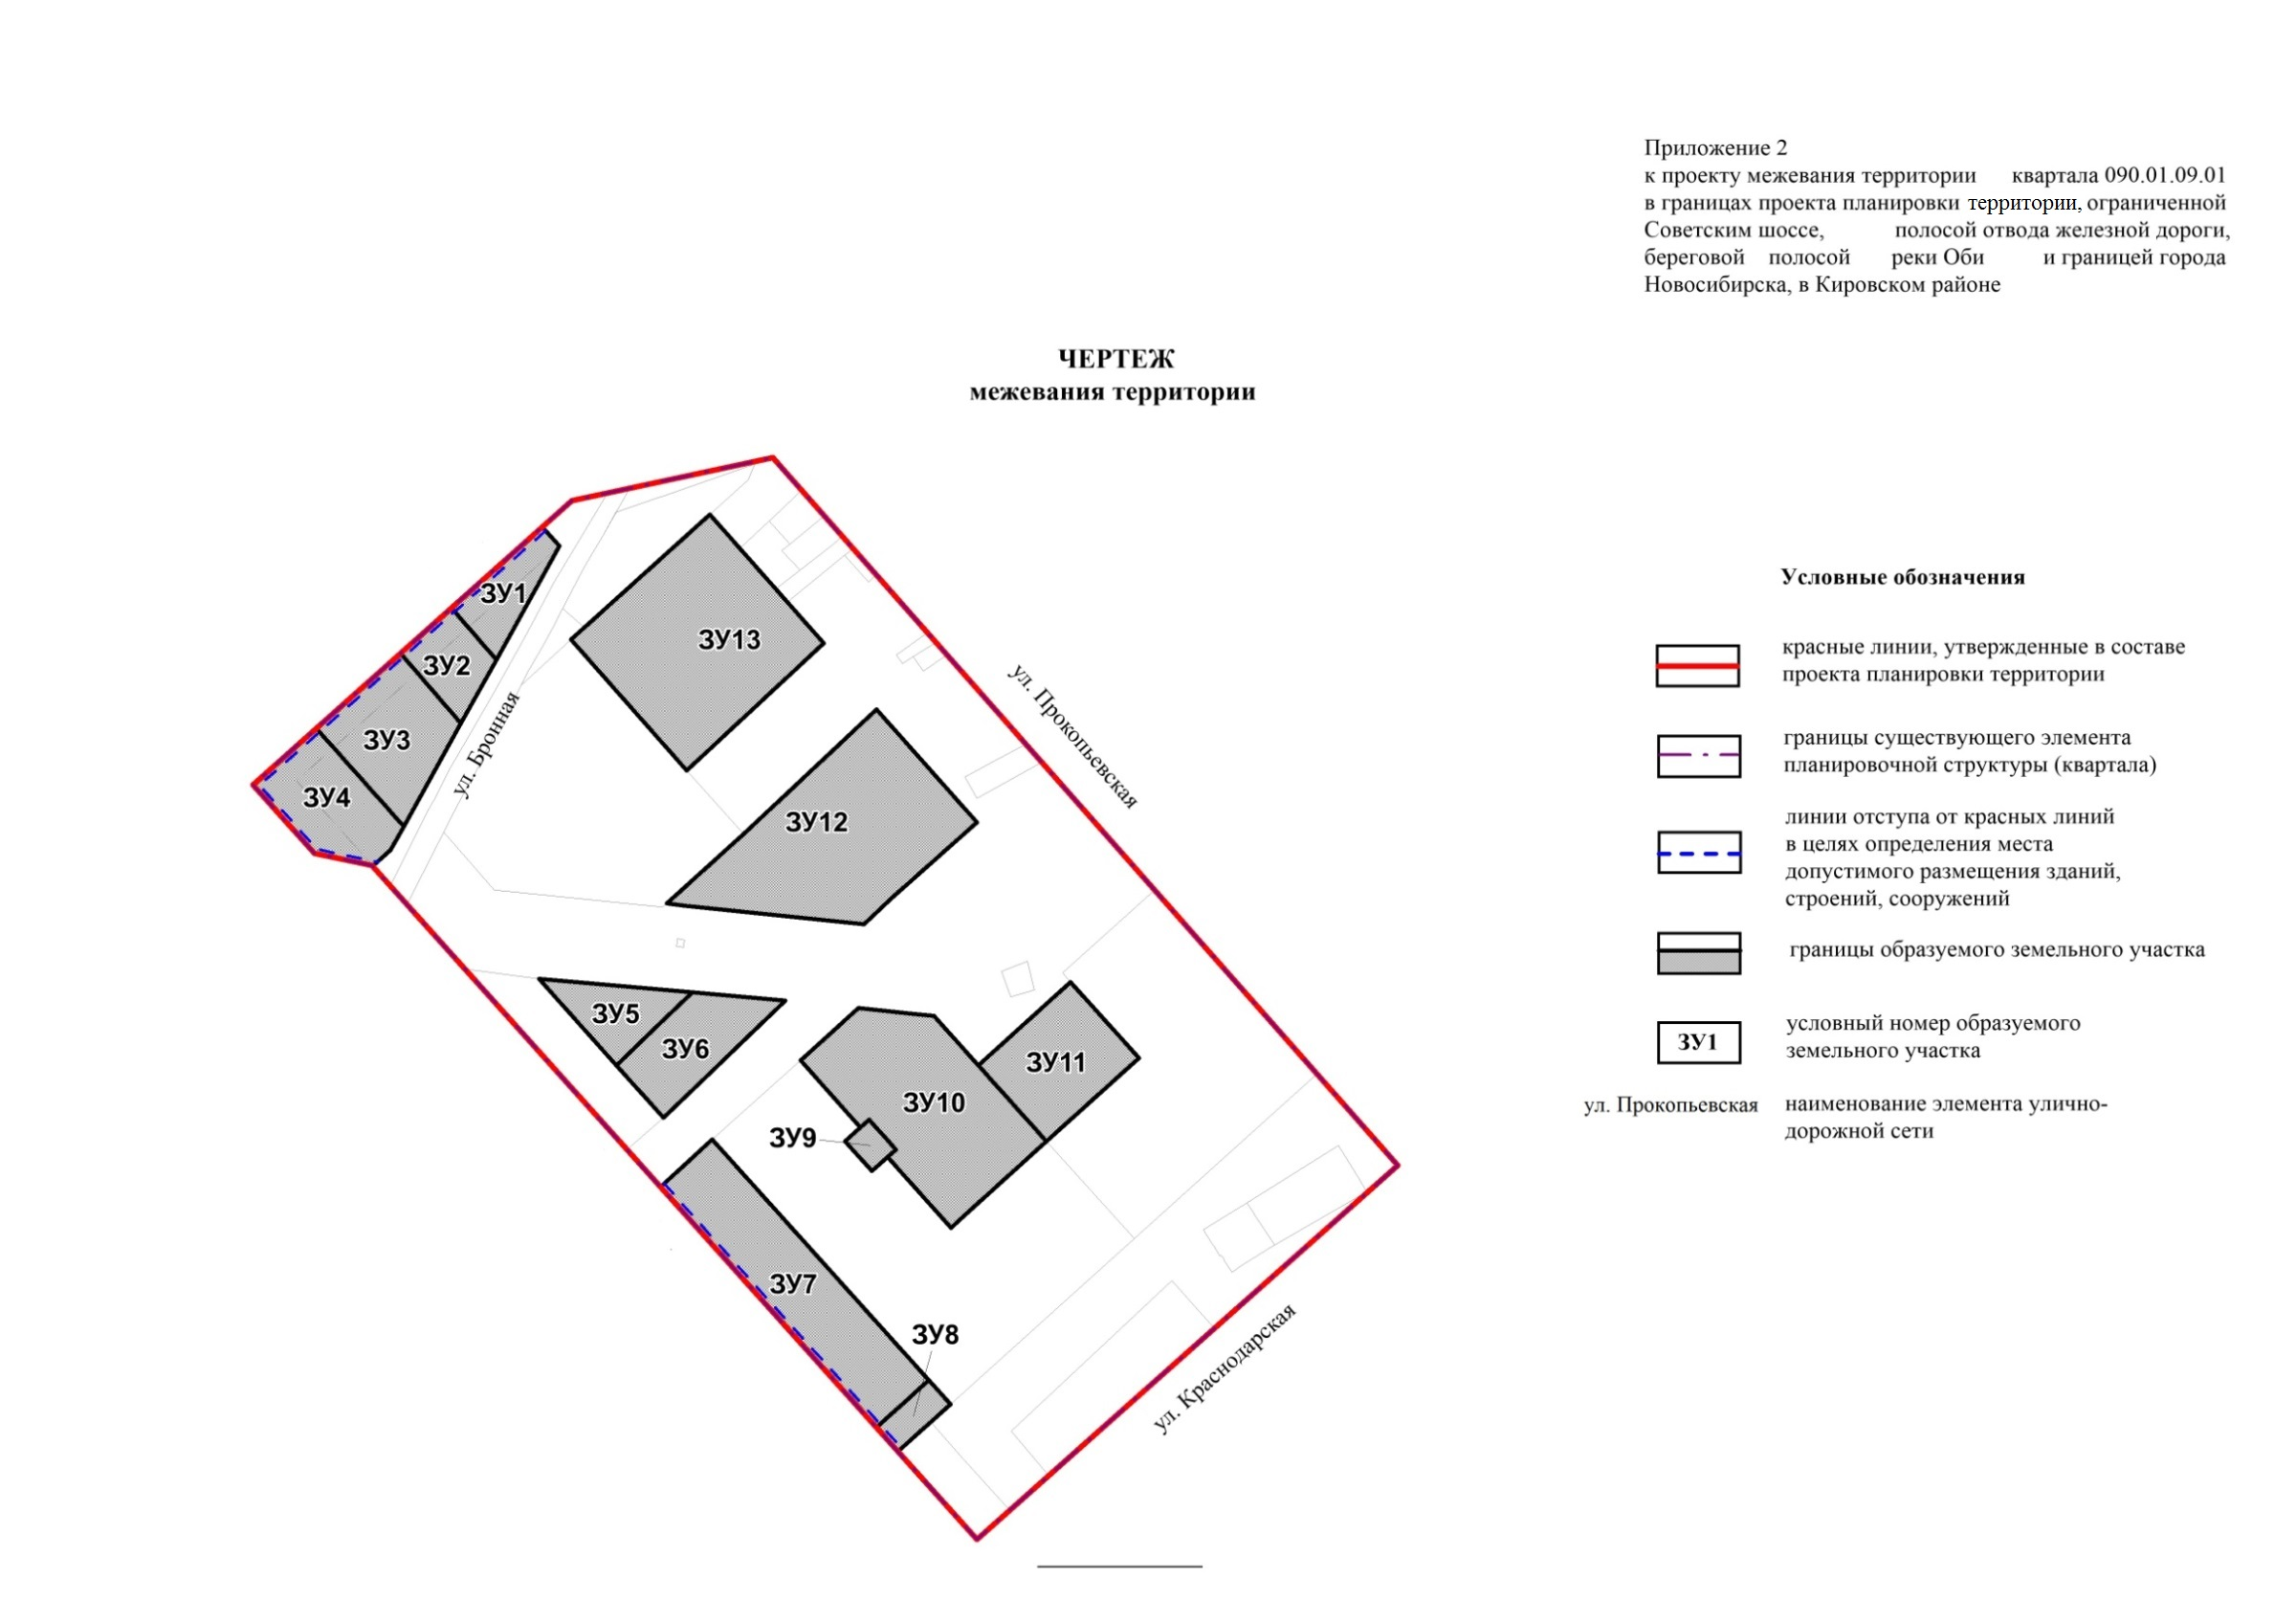 Приложение 2
к проекту межевания территории квартала 090.01.09.01
в границах проекта планировки территории, ограниченной
Советским шоссе, полосой отвода железной дороги,
береговой полосой реки Оби и границей города
Новосибирска, в Кировском районе
ЧЕРТЕЖ
межевания территории
ЗУ1
ЗУ2
ЗУ3
ЗУ4
ул. Бронная
ЗУ13
ул. Прокопьевская
ЗУ12
ЗУ5
ЗУ6
ЗУ11
ЗУ10
ЗУ9
ЗУ7
ЗУ8
ул. Краснодарская
Условные обозначения
красные линии, утвержденные в составе
проекта планировки территории
границы существующего элемента
планировочной структуры (квартала)
линии отступа от красных линий
в целях определения места
допустимого размещения зданий,
строений, сооружений
границы образуемого земельного участка
ЗУ1
условный номер образуемого
земельного участка
ул. Прокопьевская
наименование элемента улично-
дорожной сети